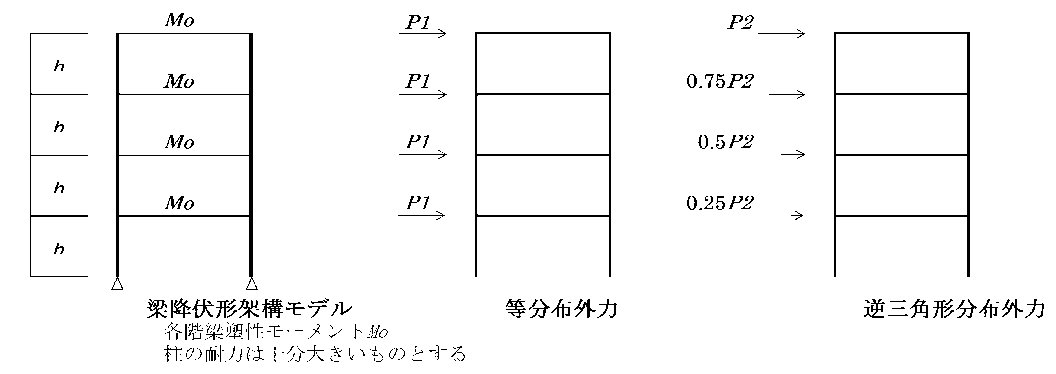 Mo
P1
P2
h
Mo
P1
0.75P2
h
Mo
P1
0.5P2
h
Mo
P1
0.25P2
h
梁降伏形架構モデル
等分布外力
逆三角形分布外力
各階梁塑性モーメントMo
柱の耐力は十分大きいものとする